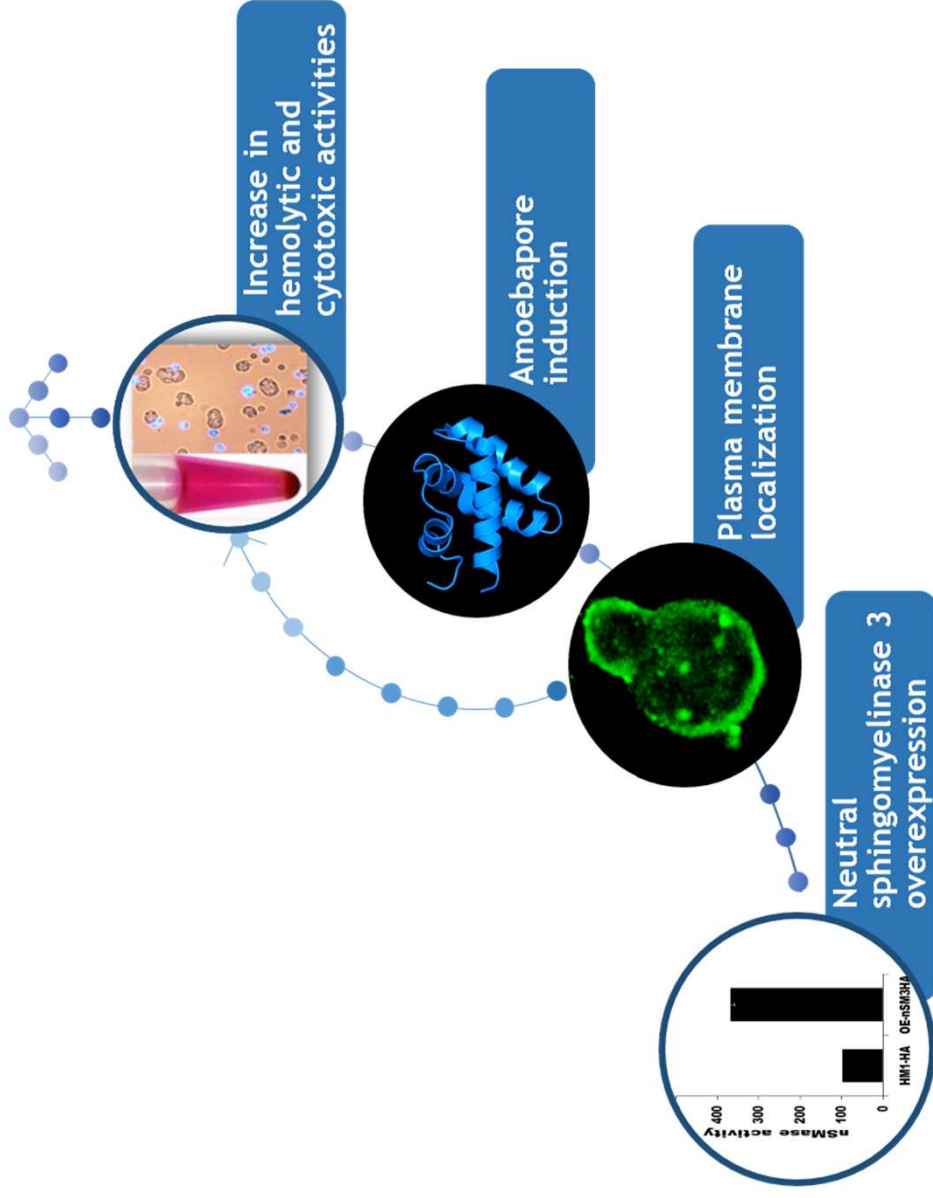 nSMase activity
400
300
200
100
0
HM1-HA
OE-nSM3HA
Neutral
sphingomyelinase 3
overexpression
Plasma membrane
localization
Amoebapore
induction
Increase in
hemolytic and
cytotoxic activities